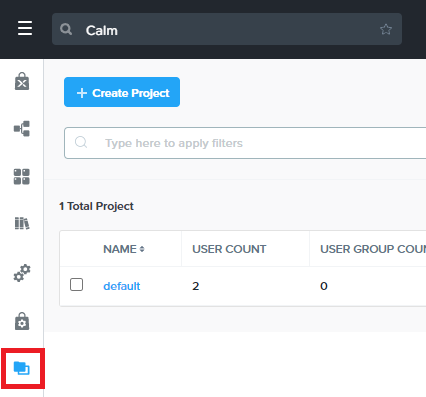 Calm
+ Create Project
Type here to apply filters
1 Total Project
NAME USER COUNT USER GROUP COUN
default 2 0